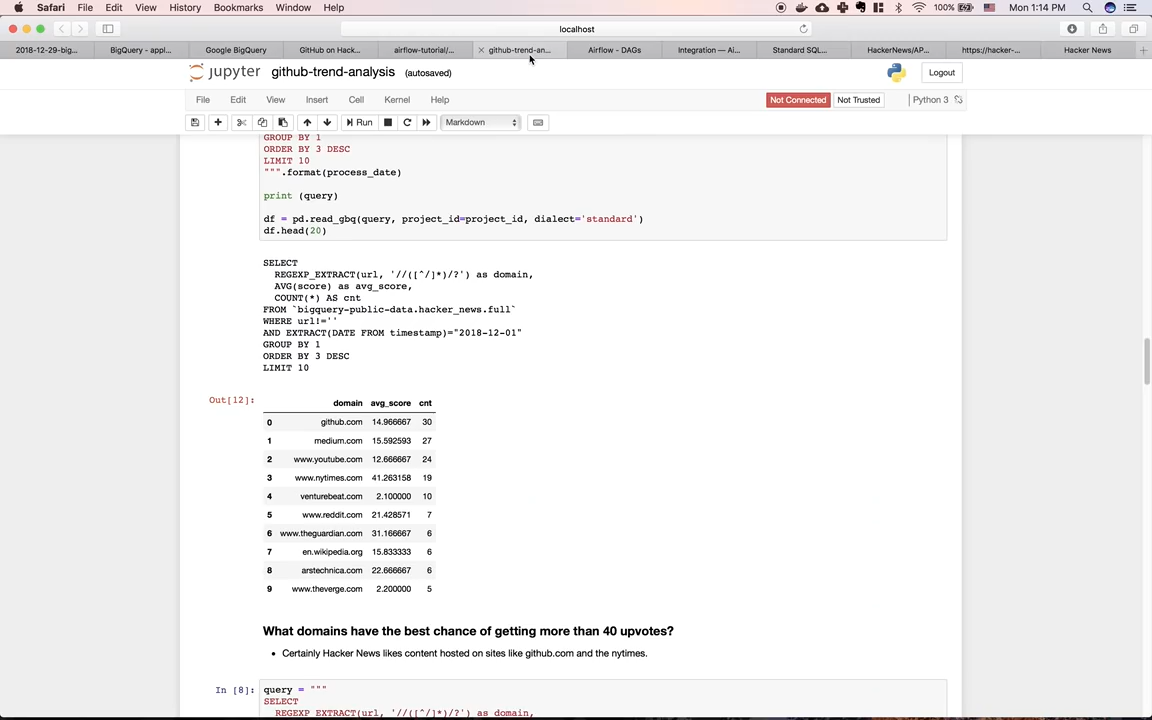 Safari File Edit View History Bookmarks Window Help 100% Mon 1:14 PM
localhost
2018-12-29-big... BigQuery - appl... Google BigQuery GitHub on Hack... airflow-tutorial/... github-trend-an... Airflow - DAGs Integration — Ai... Standard SQL... HackerNews/AP... https://hacker-... Hacker News
jupyter github-trend-analysis (autosaved) Logout
File Edit View Insert Cell Kernel Help Not Connected Not Trusted Python 3
Run Markdown
GROUP BY 1
ORDER BY 3 DESC
LIMIT 10
""".format(process_date)
print (query)
df = pd.read_gbq(query, project_id=project_id, dialect='standard')
df.head(20)
SELECT
REGEXP_EXTRACT(url, '//([^/]*)/?') as domain,
AVG(score) as avg_score,
COUNT(*) AS cnt
FROM `bigquery-public-data.hacker_news.full`
WHERE url!=''
AND EXTRACT(DATE FROM timestamp)="2018-12-01"
GROUP BY 1
ORDER BY 3 DESC
LIMIT 10
Out[12]:
domain avg_score cnt
0 github.com 14.966667 30
1 medium.com 15.592593 27
2 www.youtube.com 12.666667 24
3 www.nytimes.com 41.263158 19
4 venturebeat.com 2.100000 10
5 www.reddit.com 21.428571 7
6 www.theguardian.com 31.166667 6
7 en.wikipedia.org 15.833333 6
8 arstechnica.com 22.666667 6
9 www.theverge.com 2.200000 5
What domains have the best chance of getting more than 40 upvotes?
• Certainly Hacker News likes content hosted on sites like github.com and the nytimes.
In [8]: query = """
SELECT
REGEXP_EXTRACT(url, '//([^/]*)/?') as domain,